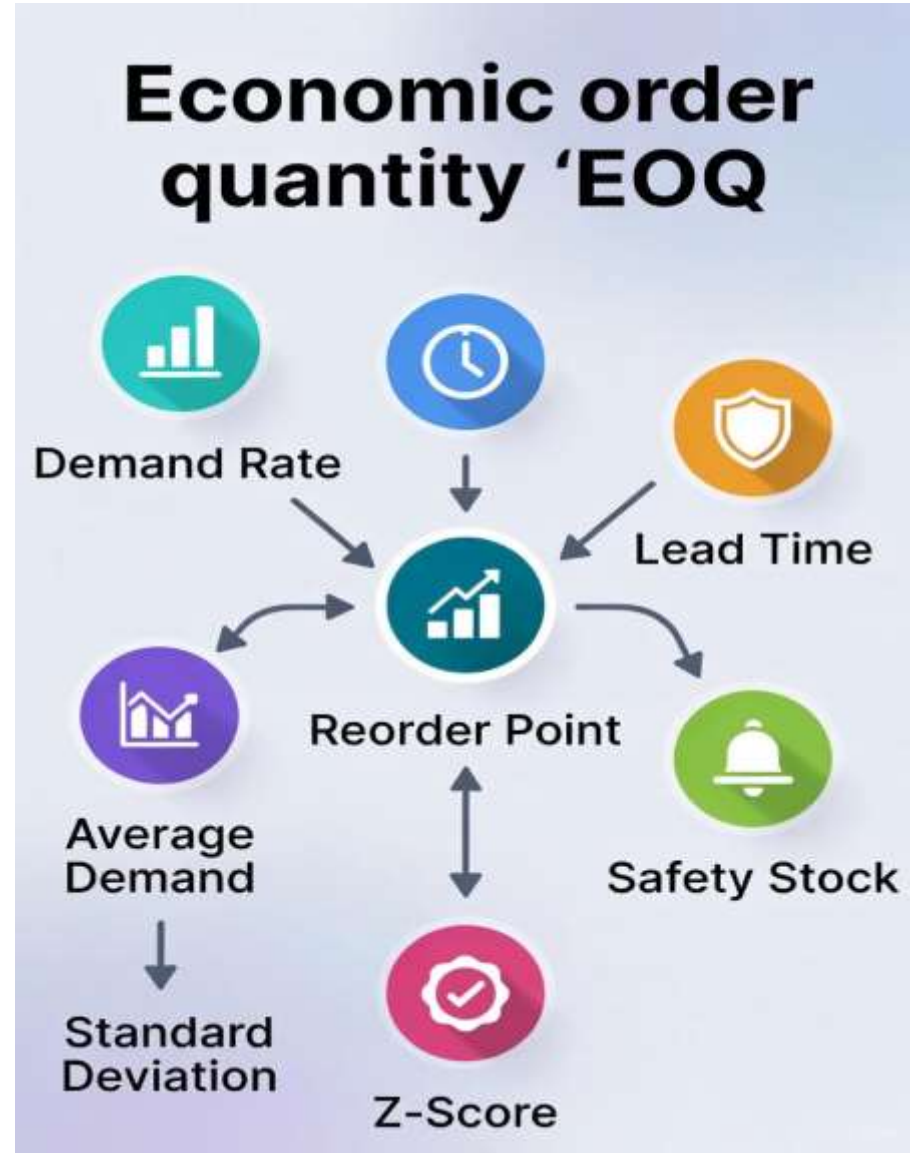 Economic order
quantity ‘EOQ
Demand Rate
Lead Time
Reorder Point
Average
Demand
Safety Stock
Standard
Deviation
Z-Score